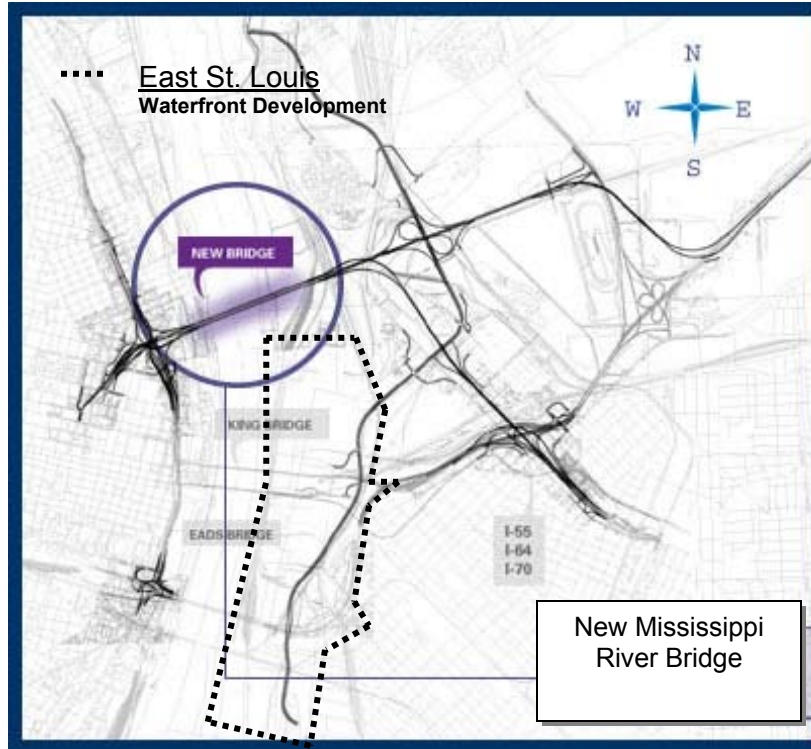 East St. Louis
Waterfront Development
N
W E
S
NEW BRIDGE
KING BRIDGE
EADS BRIDGE
I-55
I-64
I-70
New Mississippi
River Bridge